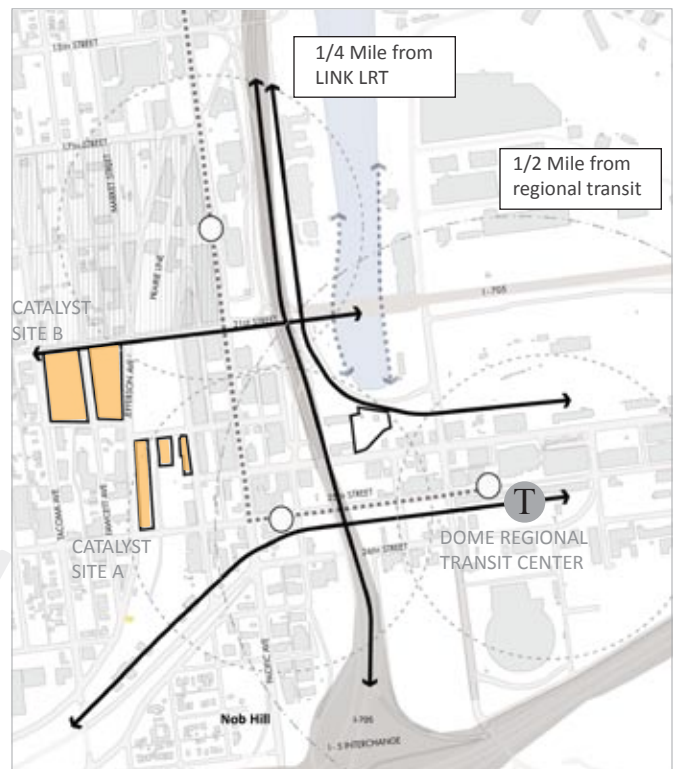 15th STREET
1/4 Mile from
LINK LRT
17th STREET
MARKET STREET
1/2 Mile from
regional transit
PRAIRIE LINE
I-705
CATALYST
SITE B
21ST STREET
JEFFERSON AVE
TACOMA AVE
FAWCETT AVE
25TH STREET
T
CATALYST
SITE A
26TH STREET
DOME REGIONAL
TRANSIT CENTER
PACIFIC AVE
Nob Hill
I-705
I-5 INTERCHANGE